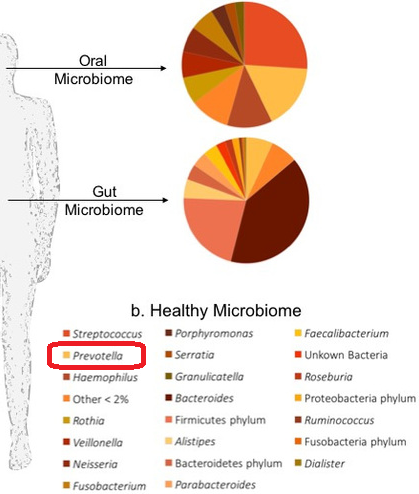 Oral
Microbiome
Gut
Microbiome
b. Healthy Microbiome
Streptococcus
Prevotella
Haemophilus
Other < 2%
Rothia
Veillonella
Neisseria
Fusobacterium
Porphyromonas
Serratia
Granulicatella
Bacteroides
Firmicutes phylum
Alistipes
Bacteroidetes phylum
Parabacteroides
Faecalibacterium
Unkown Bacteria
Roseburia
Proteobacteria phylum
Ruminococcus
Fusobacteria phylum
Dialister